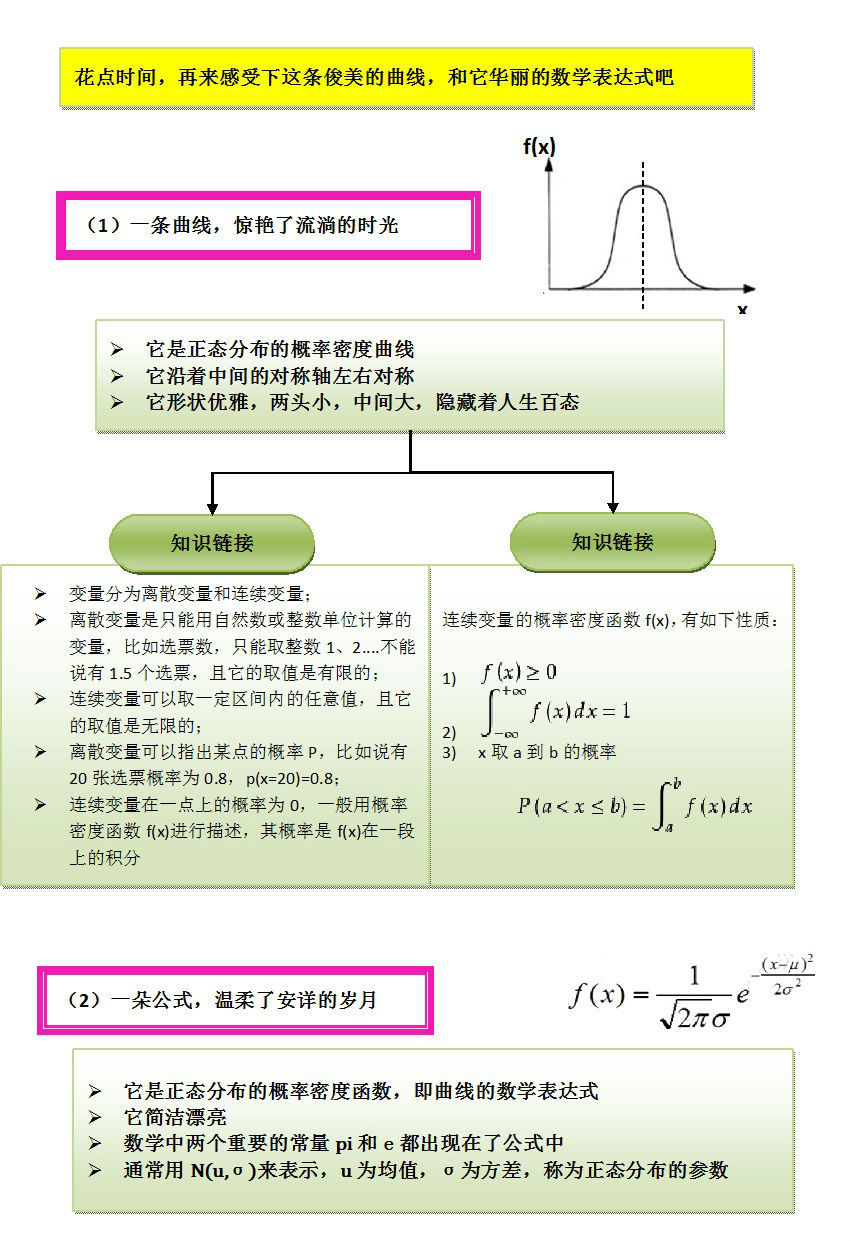 花点时间，再来感受下这条俊美的曲线，和它华丽的数学表达式吧
f(x)
（1）一条曲线，惊艳了流淌的时光
x
➢ 它是正态分布的概率密度曲线
➢ 它沿着中间的对称轴左右对称
➢ 它形状优雅，两头小，中间大，隐藏着人生百态
知识链接
➢ 变量分为离散变量和连续变量；
➢ 离散变量是只能用自然数或整数单位计算的
变量，比如选票数，只能取整数 1、2....不能
说有 1.5 个选票，且它的取值是有限的；
➢ 连续变量可以取一定区间内的任意值，且它
的取值是无限的；
➢ 离散变量可以指出某点的概率 P，比如说有
20 张选票概率为 0.8，p(x=20)=0.8；
➢ 连续变量在一点上的概率为 0，一般用概率
密度函数 f(x)进行描述，其概率是 f(x)在一段
上的积分
知识链接
连续变量的概率密度函数 f(x)，有如下性质：
1) f(x) ≥ 0
2) ∫_{-∞}^{+∞} f(x)dx = 1
3) x 取 a 到 b 的概率
P(a < x ≤ b) = ∫_a^b f(x)dx
（2）一朵公式，温柔了安详的岁月
f(x) = \frac{1}{\sqrt{2π}σ} e^{-\frac{(x-μ)^2}{2σ^2}}
➢ 它是正态分布的概率密度函数，即曲线的数学表达式
➢ 它简洁漂亮
➢ 数学中两个重要的常量 pi 和 e 都出现在了公式中
➢ 通常用 N(u,σ)来表示，u 为均值，σ为方差，称为正态分布的参数